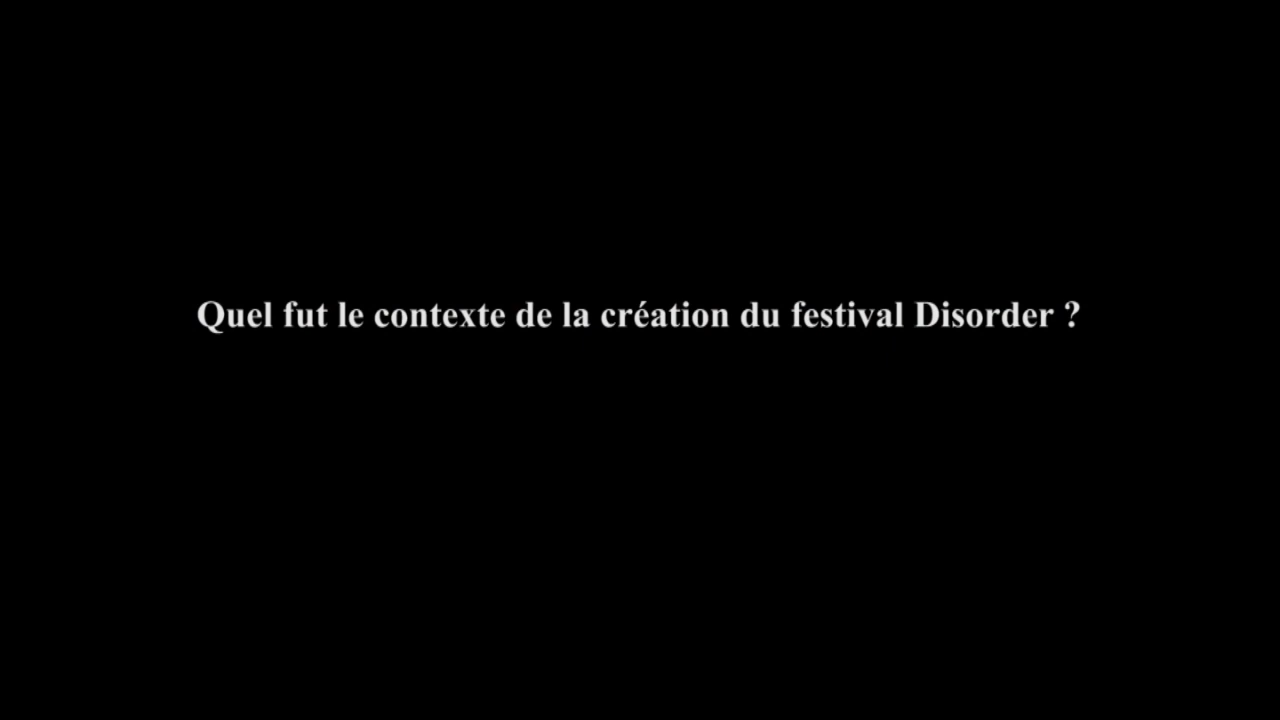 Quel fut le contexte de la création du festival Disorder ?